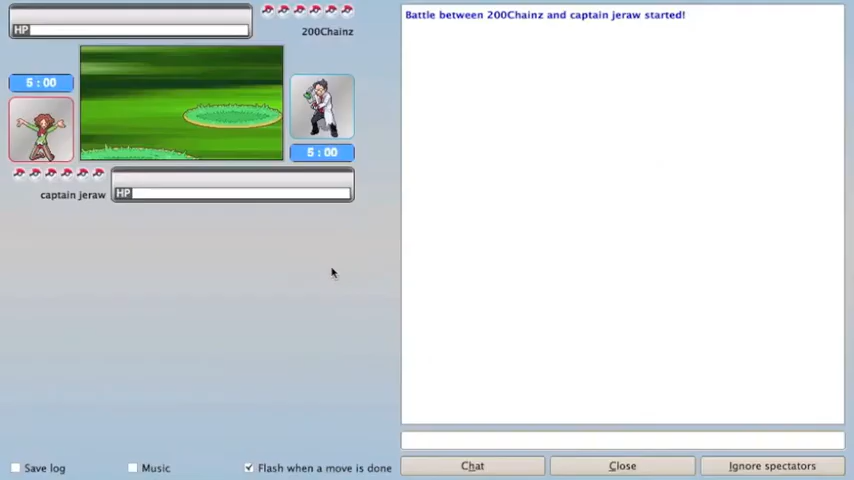 HP
200Chainz
Battle between 200Chainz and captain jeraw started!
5 : 00
5 : 00
captain jeraw
HP
Save log
Music
Flash when a move is done
Chat
Close
Ignore spectators